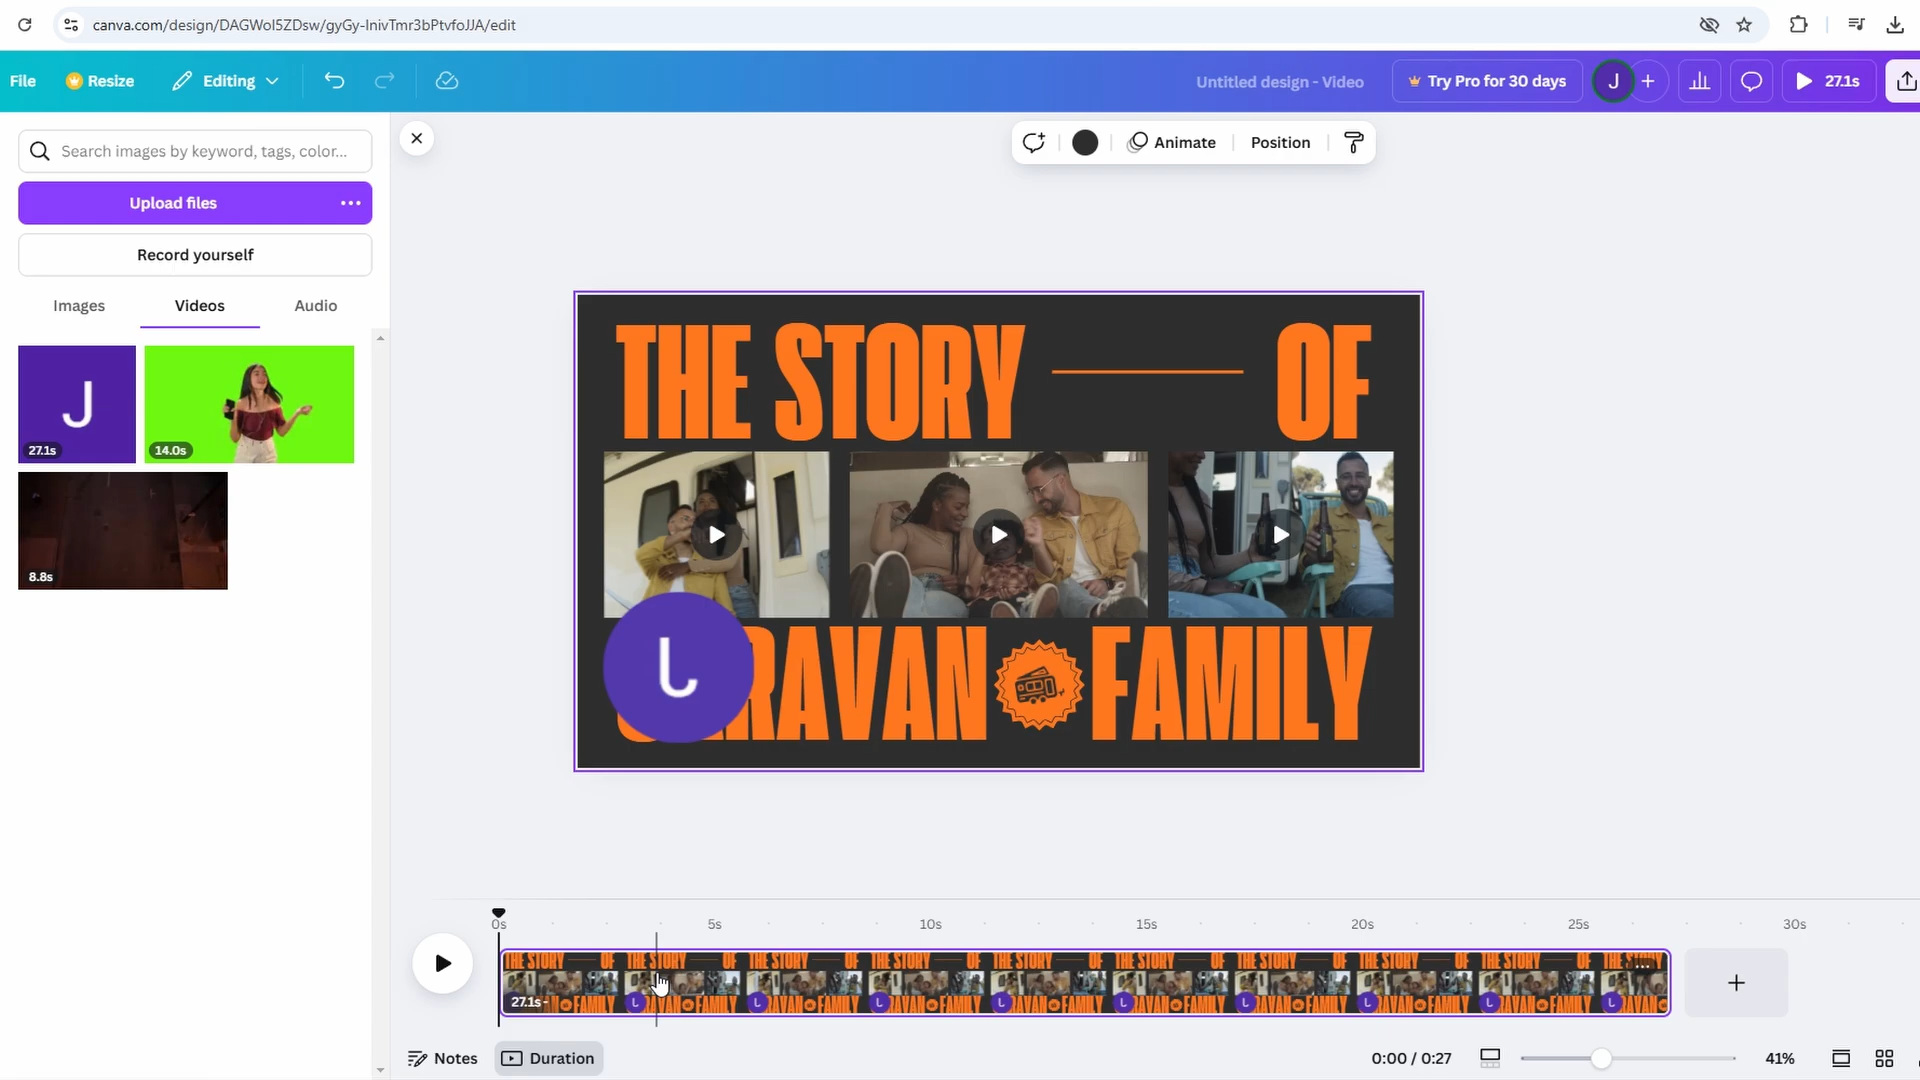 canva.com/design/DAGWoI5ZDsw/gyGy-InivTmr3bPtvfoJJA/edit
File
Resize
Editing
Untitled design - Video
Try Pro for 30 days
J
27.1s
Search images by keyword, tags, color...
Upload files
Record yourself
Images
Videos
Audio
J
27.1s
14.0s
8.8s
Animate
Position
THE STORY OF
RAVAN FAMILY
0s
5s
10s
15s
20s
25s
30s
27.1s
Notes
Duration
0:00 / 0:27
41%